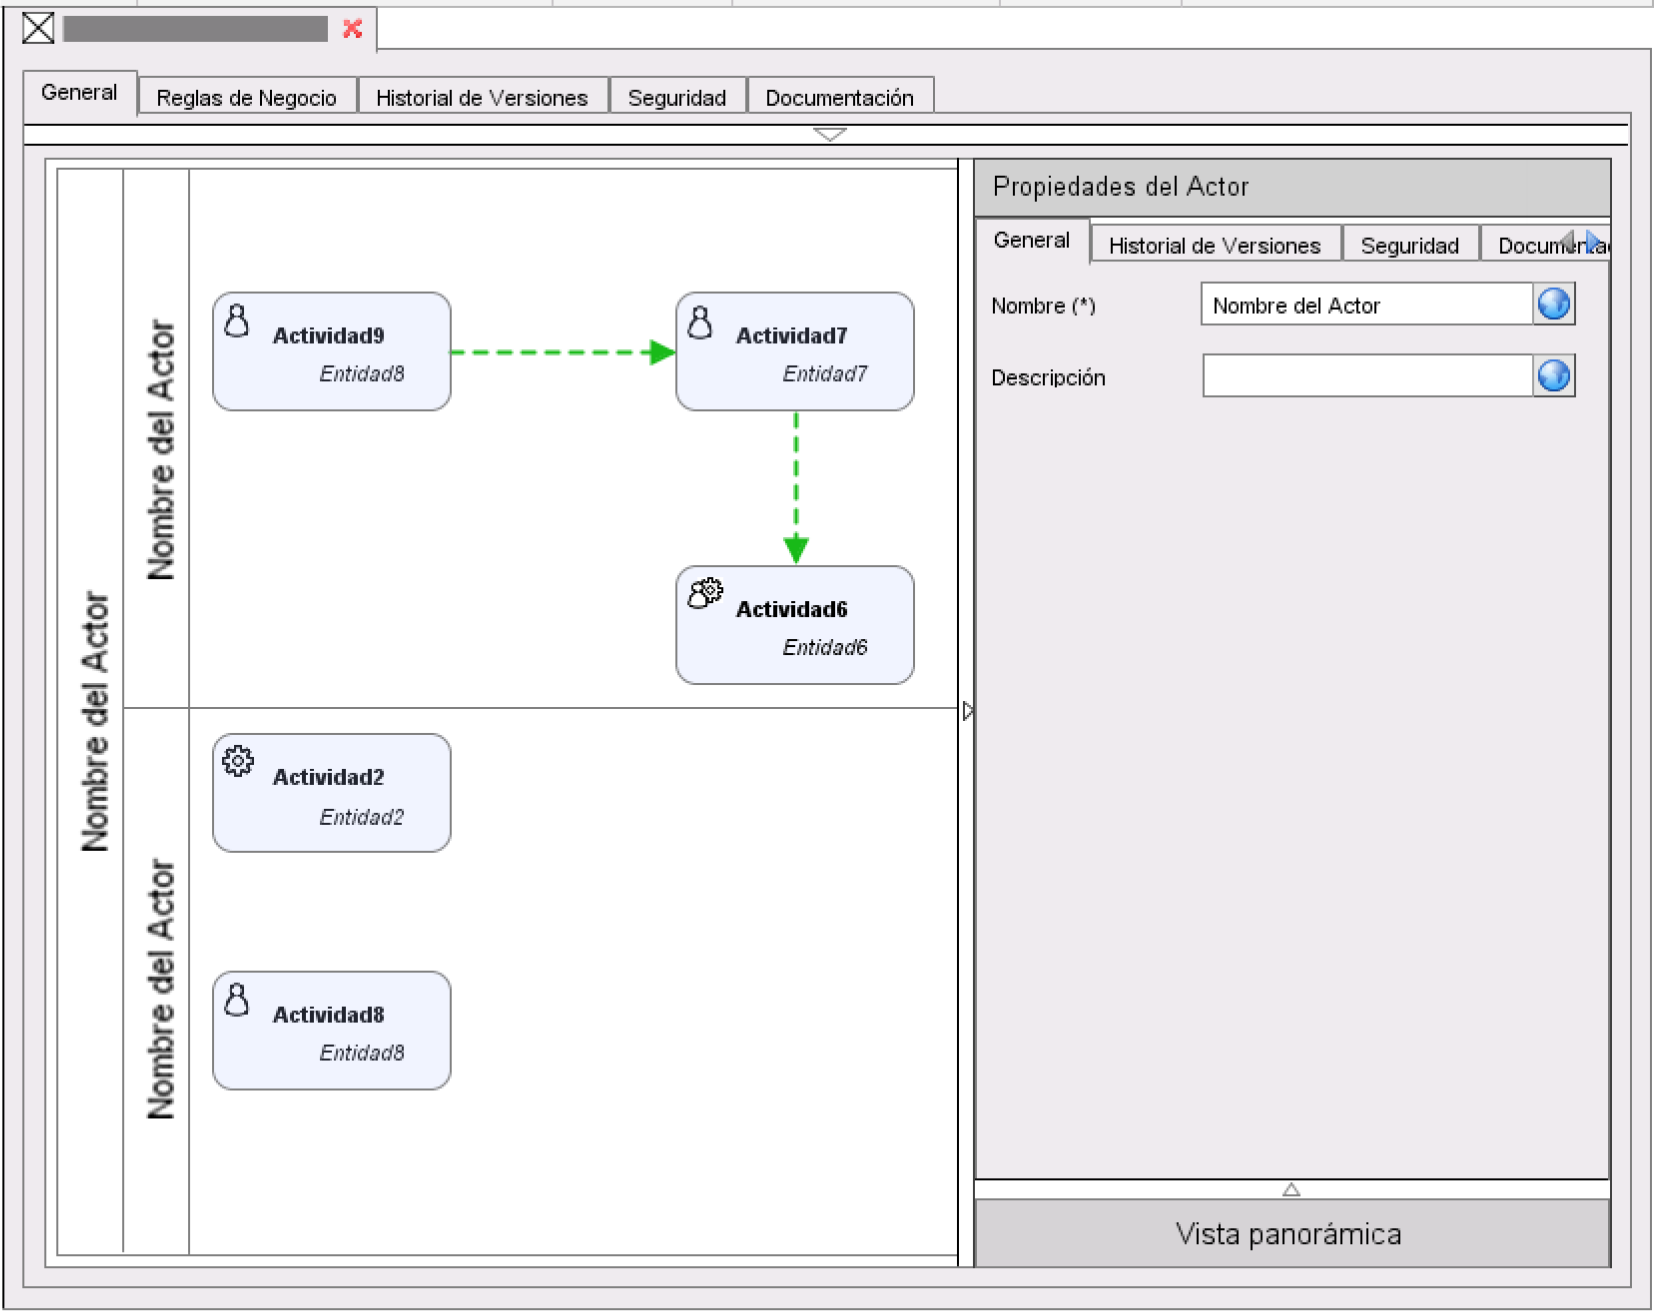 General
Reglas de Negocio
Historial de Versiones
Seguridad
Documentación
Nombre del Actor
Nombre del Actor
Actividad9
Entidad8
Actividad7
Entidad7
Actividad6
Entidad6
Nombre del Actor
Actividad2
Entidad2
Actividad8
Entidad8
Propiedades del Actor
General
Historial de Versiones
Seguridad
Nombre (*)
Nombre del Actor
Descripción
Vista panorámica